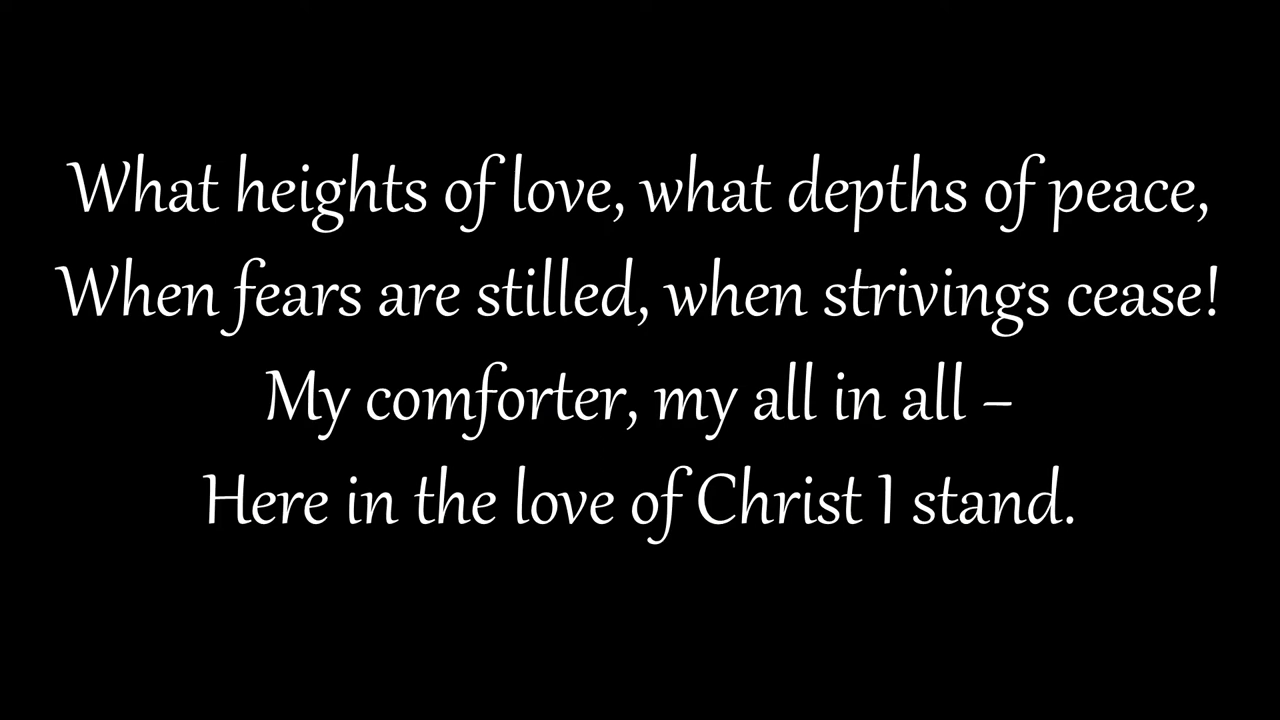 What heights of love, what depths of peace,
When fears are stilled, when strivings cease!
My comforter, my all in all –
Here in the love of Christ I stand.